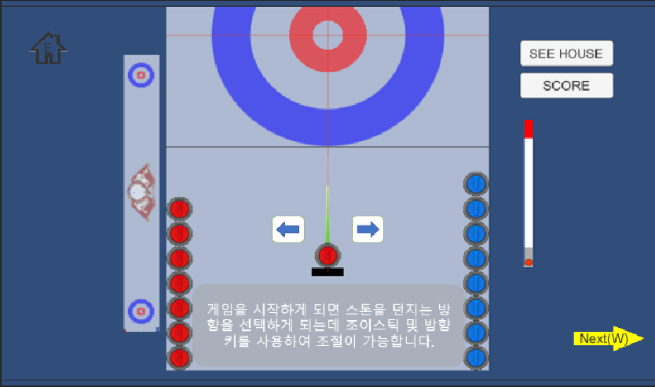 SEE HOUSE
SCORE
게임을 시작하게 되면 스톤을 던지는 방
향을 선택하게 되는데 조이스틱 및 방향
키를 사용하여 조절이 가능합니다.
Next(W)